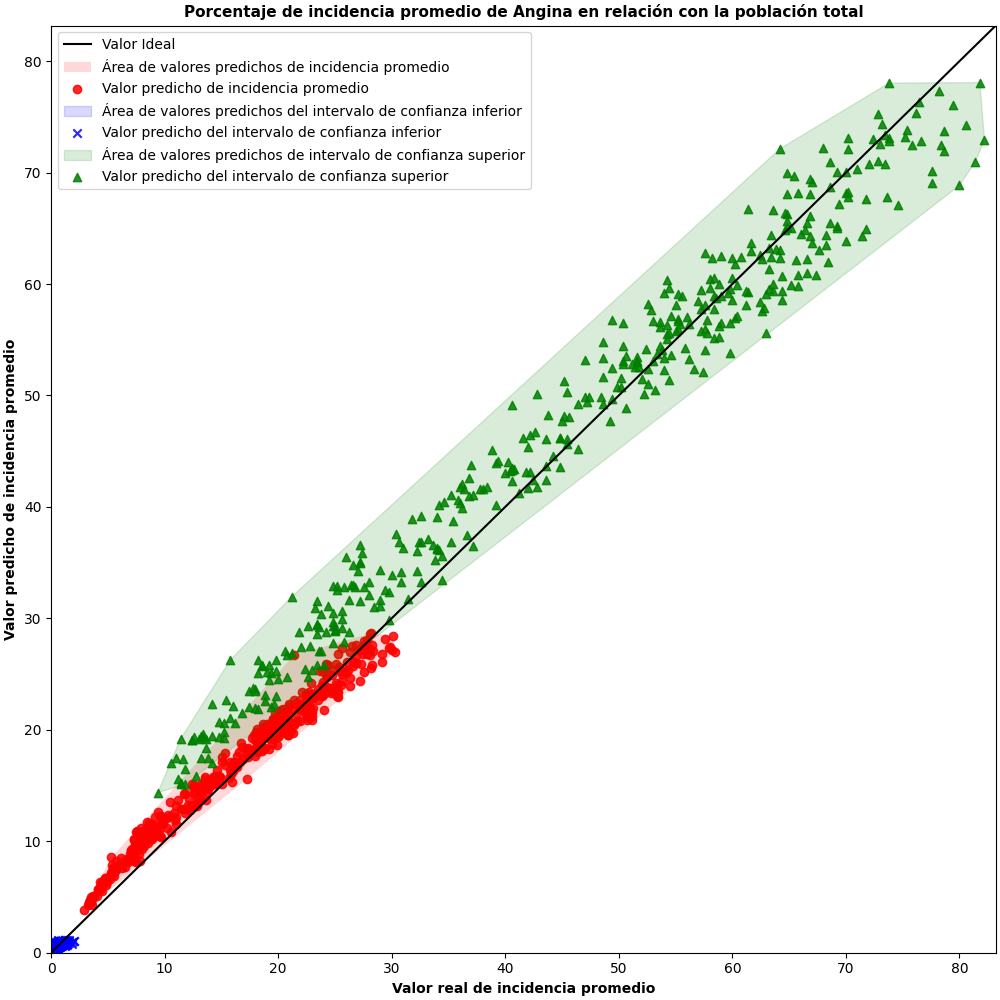 Porcentaje de incidencia promedio de Angina en relación con la población total
Valor Ideal
Área de valores predichos de incidencia promedio
Valor predicho de incidencia promedio
Área de valores predichos del intervalo de confianza inferior
Valor predicho del intervalo de confianza inferior
Área de valores predichos de intervalo de confianza superior
Valor predicho del intervalo de confianza superior
Valor predicho de incidencia promedio
80
70
60
50
40
30
20
10
0
0 10 20 30 40 50 60 70 80
Valor real de incidencia promedio